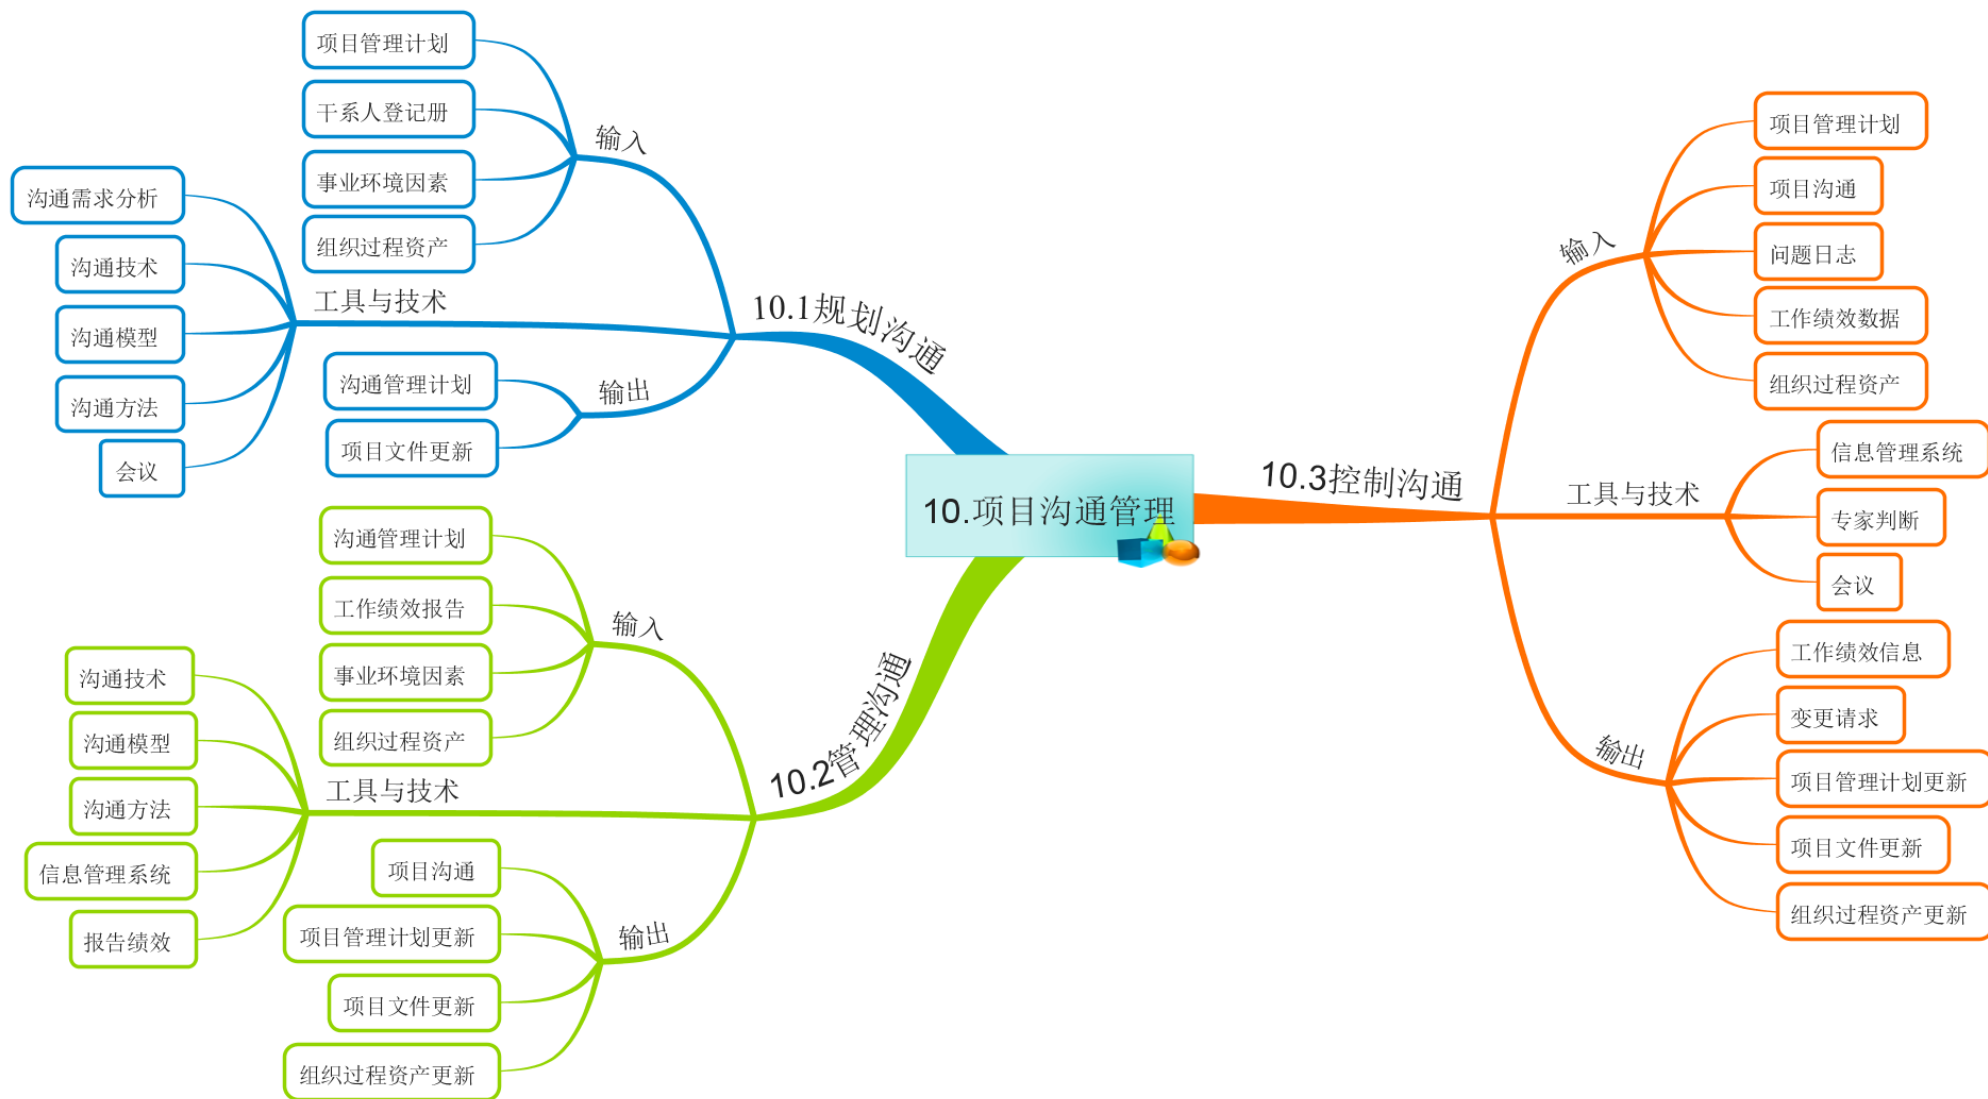 10.项目沟通管理
10.1规划沟通
输入
项目管理计划
干系人登记册
事业环境因素
组织过程资产
工具与技术
沟通需求分析
沟通技术
沟通模型
沟通方法
会议
输出
沟通管理计划
项目文件更新
10.2管理沟通
输入
沟通管理计划
工作绩效报告
事业环境因素
组织过程资产
工具与技术
沟通技术
沟通模型
沟通方法
信息管理系统
报告绩效
输出
项目沟通
项目管理计划更新
项目文件更新
组织过程资产更新
10.3控制沟通
输入
项目管理计划
项目沟通
问题日志
工作绩效数据
组织过程资产
工具与技术
信息管理系统
专家判断
会议
输出
工作绩效信息
变更请求
项目管理计划更新
项目文件更新
组织过程资产更新